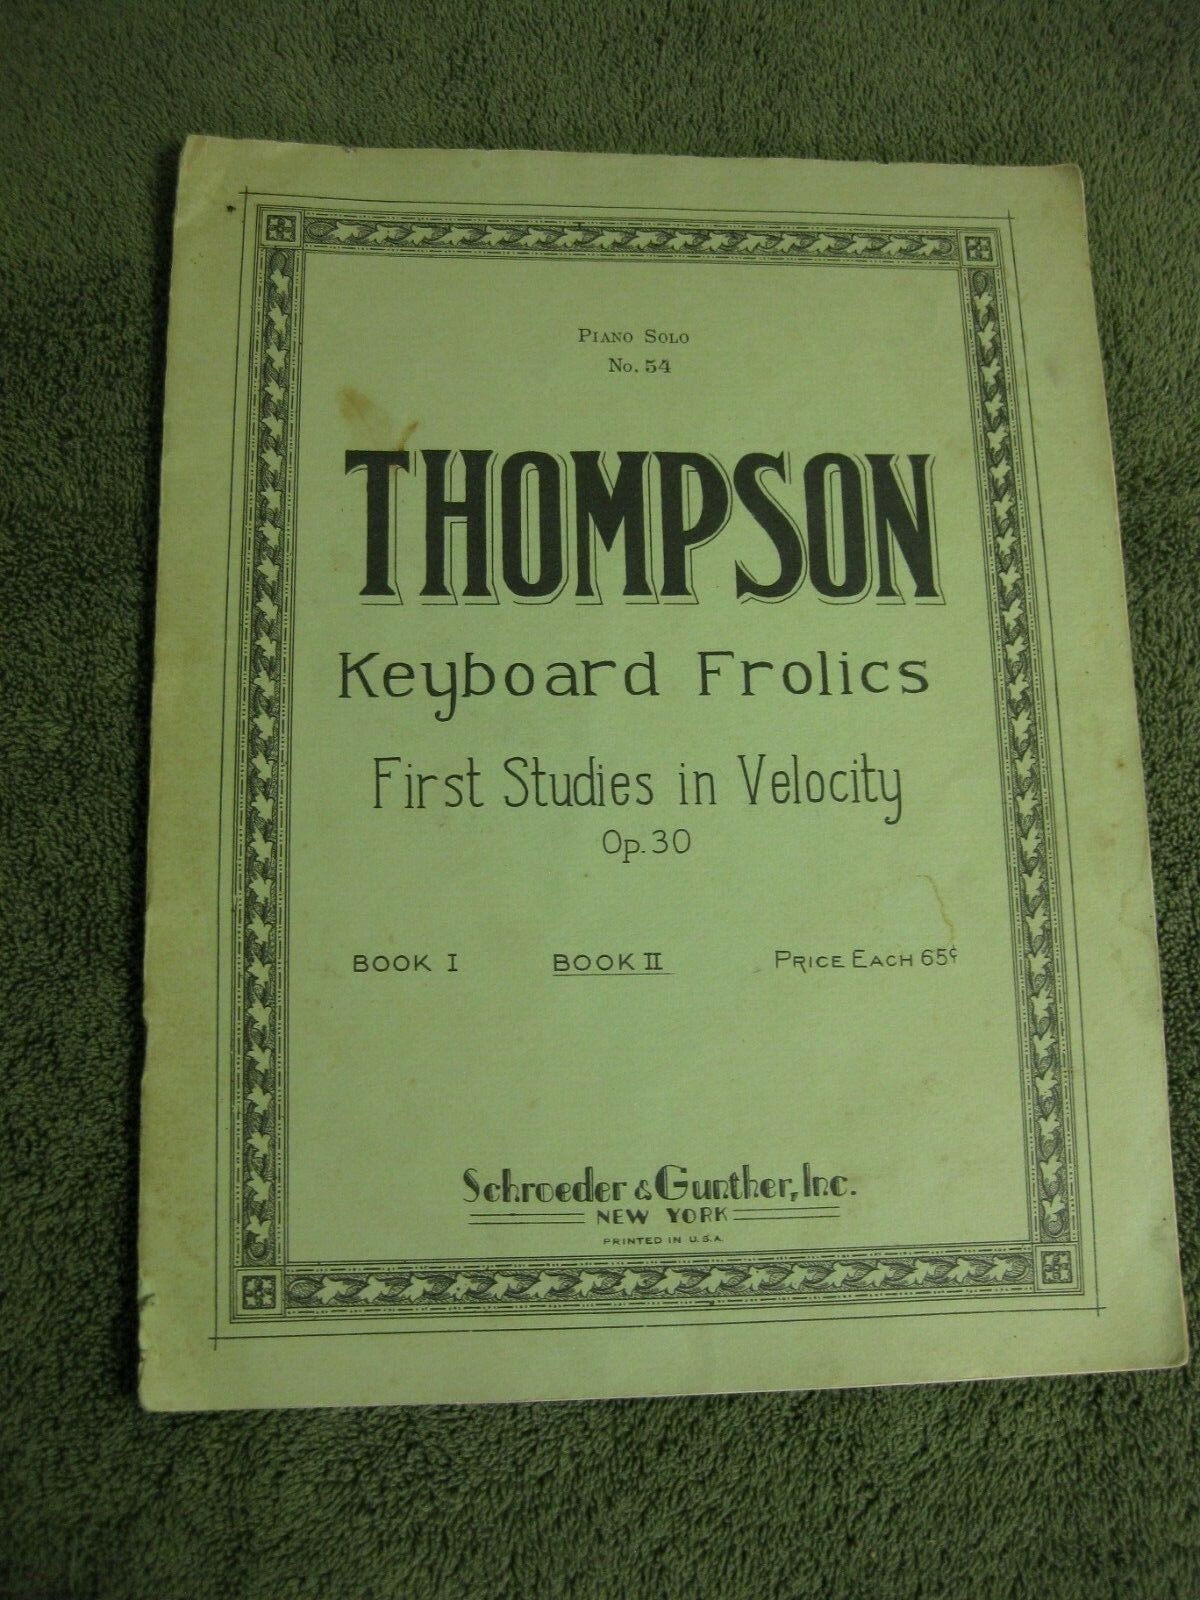 PIANO SOLO
No. 54
THOMPSON
Keyboard Frolics
First Studies in Velocity
Op. 30
BOOK I BOOK II PRICE EACH 65¢
Schroeder & Gunther, Inc.
NEW YORK
PRINTED IN U.S.A.